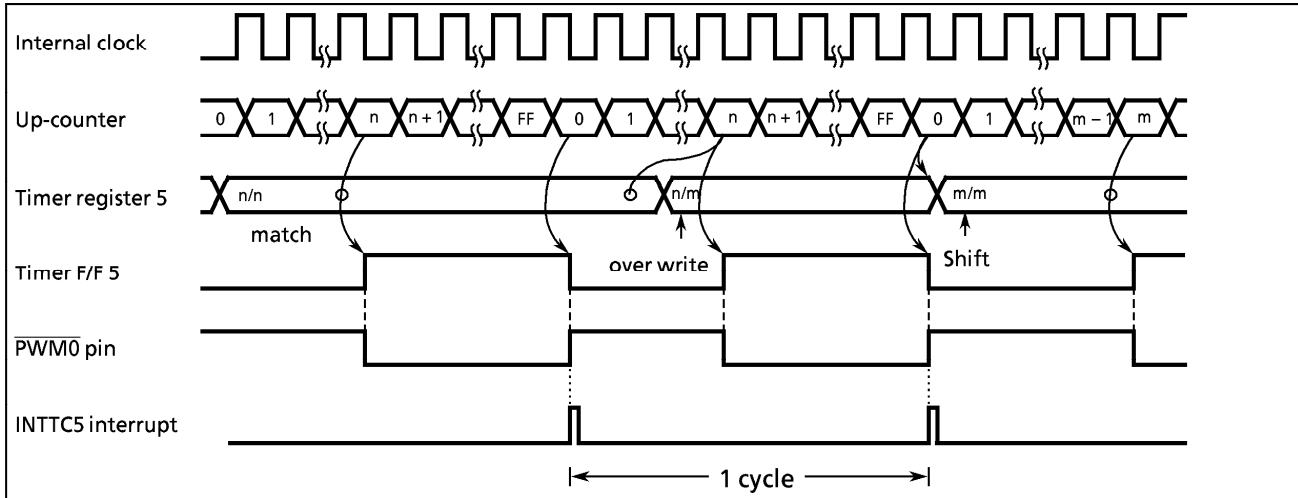 Internal clock
Up-counter 0 1 n n + 1 FF 0 1 n n + 1 FF 0 1 m − 1 m
Timer register 5 n/n n/m m/m
match
over write
Shift
Timer F/F 5
PWM0 pin
INTTC5 interrupt
1 cycle